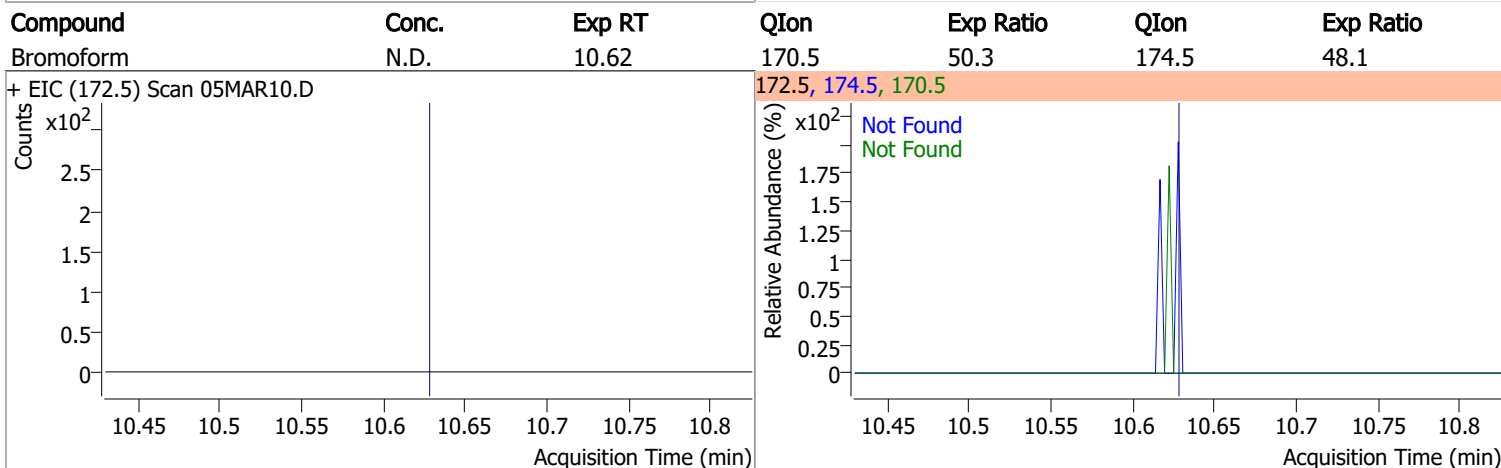 Compound Conc. Exp RT QIon Exp Ratio QIon Exp Ratio
Bromoform N.D. 10.62 170.5 50.3 174.5 48.1
+ EIC (172.5) Scan 05MAR10.D
Counts
x10²
2.5
2
1.5
1
0.5
0
10.45 10.5 10.55 10.6 10.65 10.7 10.75 10.8
Acquisition Time (min)
172.5, 174.5, 170.5
Relative Abundance (%)
x10²
Not Found
Not Found
1.75
1.5
1.25
1
0.75
0.5
0.25
0
10.45 10.5 10.55 10.6 10.65 10.7 10.75 10.8
Acquisition Time (min)